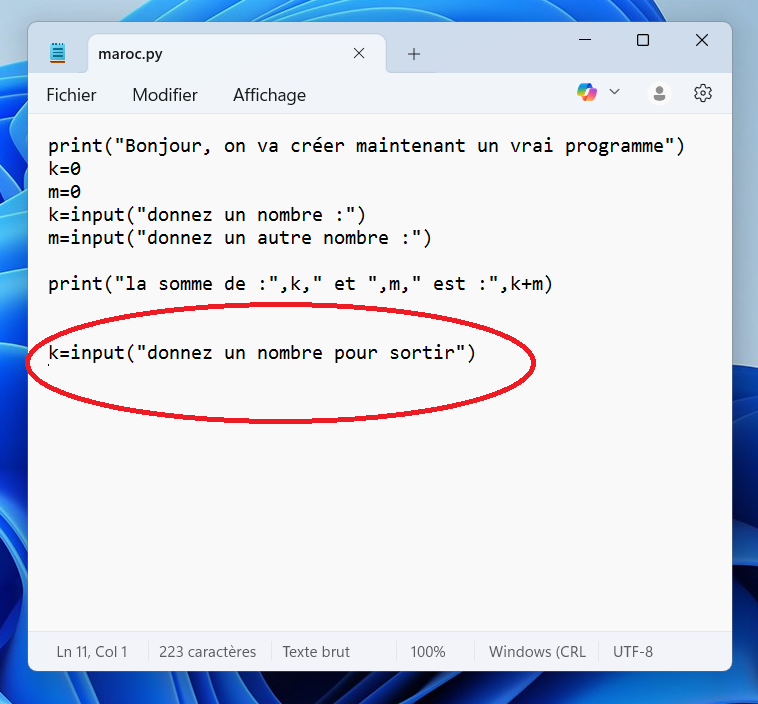 maroc.py
Fichier Modifier Affichage
print("Bonjour, on va créer maintenant un vrai programme")
k=0
m=0
k=input("donnez un nombre :")
m=input("donnez un autre nombre :")
print("la somme de :",k," et ",m," est :",k+m)
k=input("donnez un nombre pour sortir")
Ln 11, Col 1 223 caractères Texte brut 100% Windows (CRL UTF-8